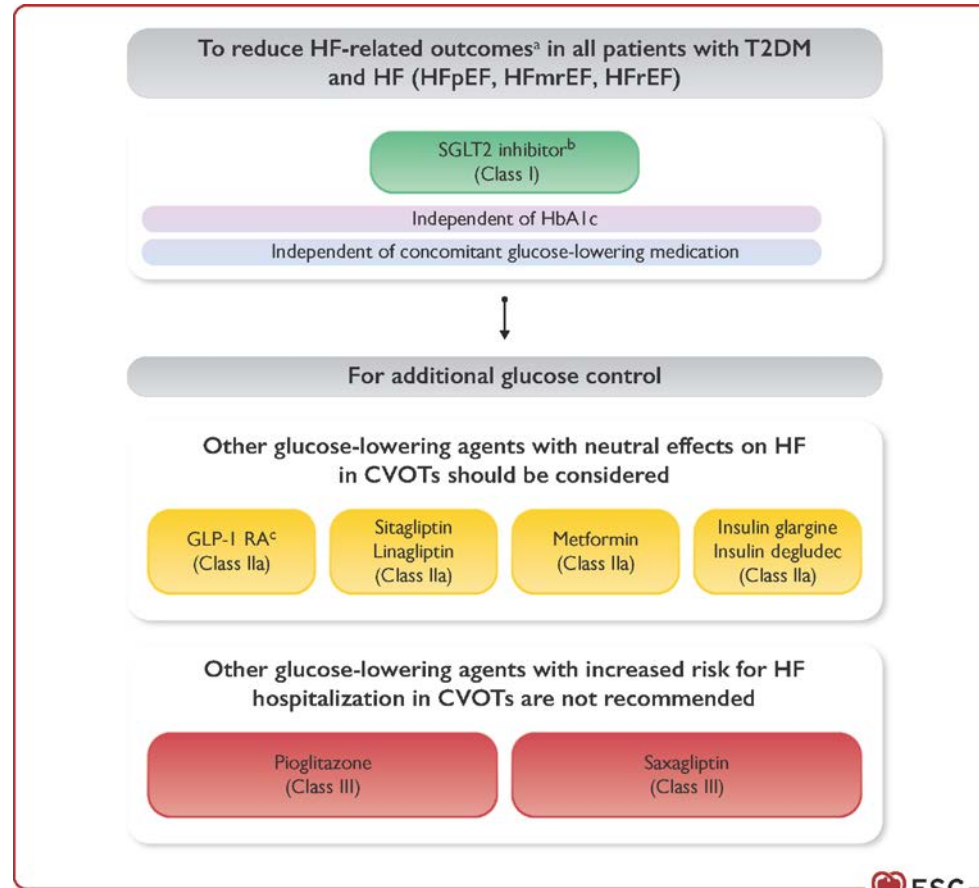 To reduce HF-related outcomesᵃ in all patients with T2DM
and HF (HFpEF, HFmrEF, HFrEF)
SGLT2 inhibitorᵇ
(Class I)
Independent of HbA1c
Independent of concomitant glucose-lowering medication
For additional glucose control
Other glucose-lowering agents with neutral effects on HF
in CVOTs should be considered
GLP-1 RAᶜ
(Class IIa)
Sitagliptin
Linagliptin
(Class IIa)
Metformin
(Class IIa)
Insulin glargine
Insulin degludec
(Class IIa)
Other glucose-lowering agents with increased risk for HF
hospitalization in CVOTs are not recommended
Pioglitazone
(Class III)
Saxagliptin
(Class III)
ESC